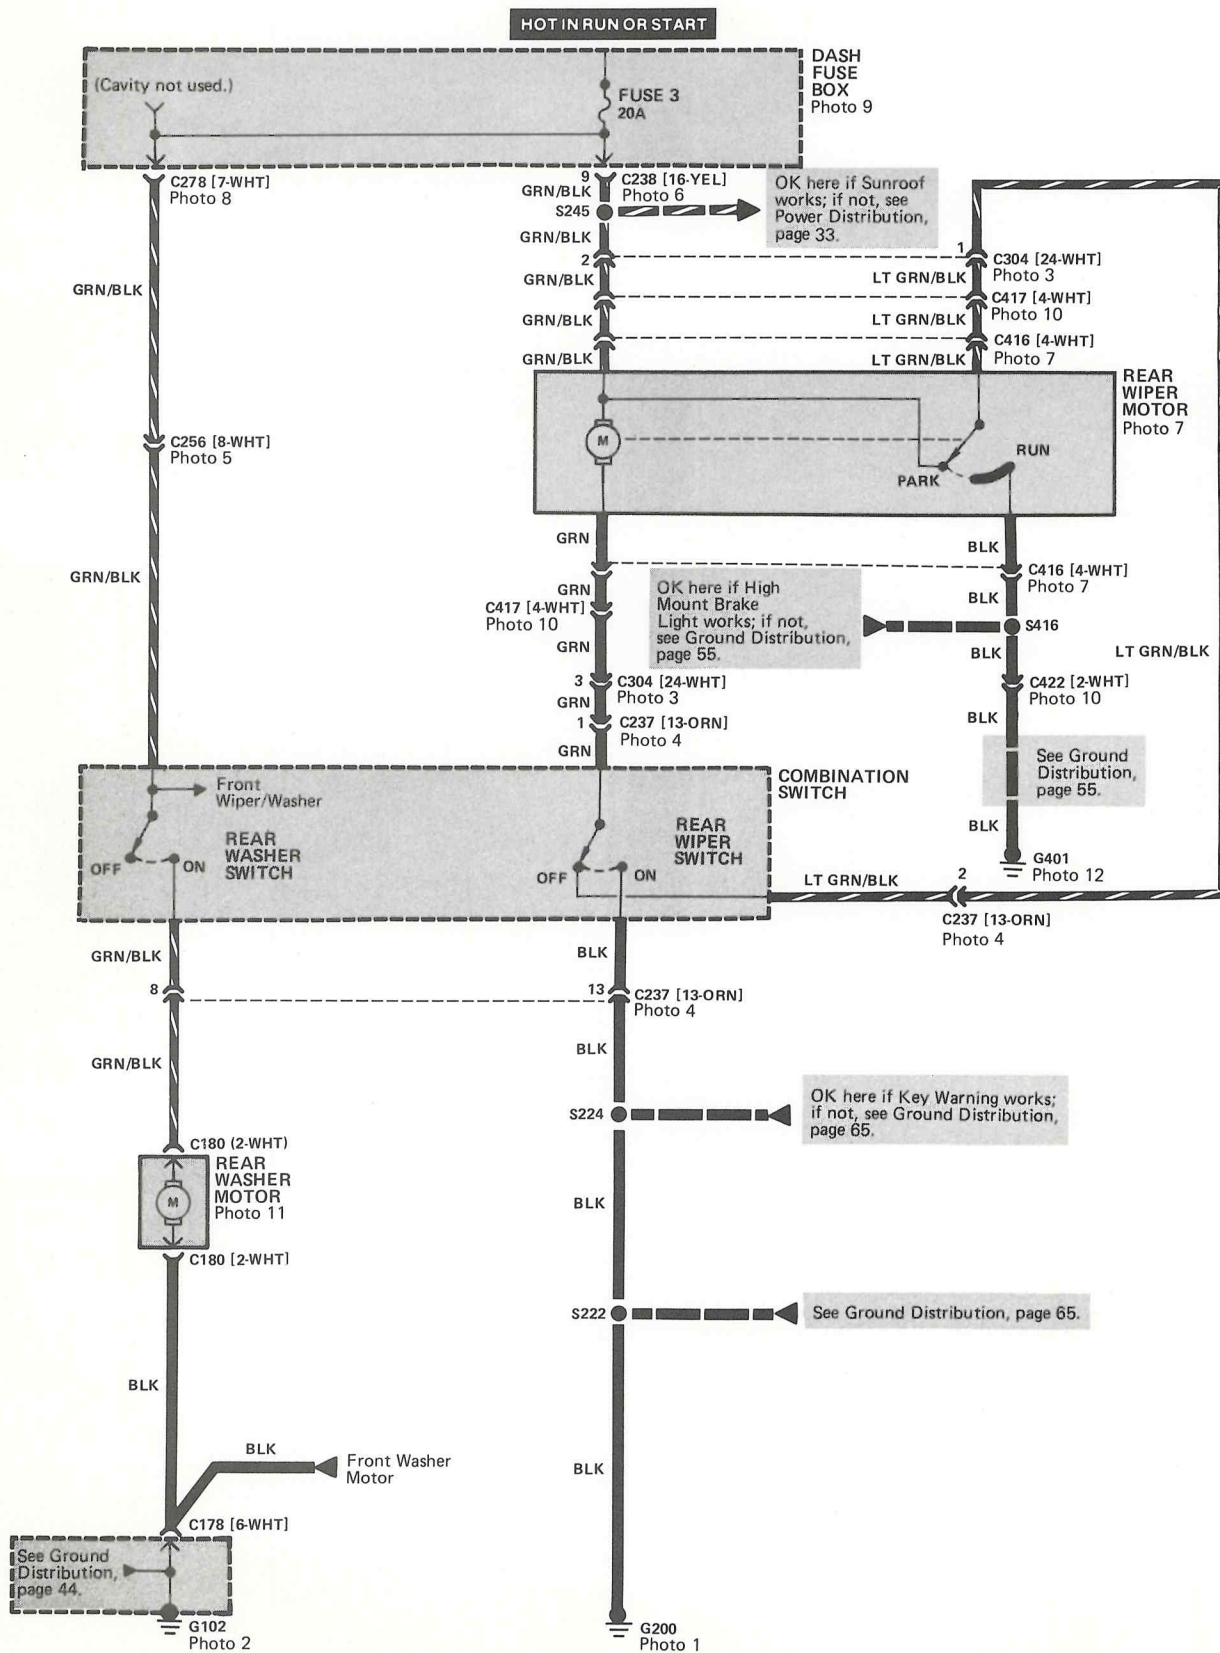 HOT IN RUN OR START
DASH
FUSE
BOX
Photo 9
(Cavity not used.)
FUSE 3
20A
C278 [7-WHT]
Photo 8
9
C238 [16-YEL]
Photo 6
GRN/BLK
S245
OK here if Sunroof
works; if not, see
Power Distribution,
page 33.
GRN/BLK
2
1
C304 [24-WHT]
Photo 3
GRN/BLK
LT GRN/BLK
C417 [4-WHT]
Photo 10
GRN/BLK
LT GRN/BLK
C416 [4-WHT]
Photo 7
GRN/BLK
LT GRN/BLK
GRN/BLK
REAR
WIPER
MOTOR
Photo 7
M
RUN
PARK
C256 [8-WHT]
Photo 5
GRN
BLK
C416 [4-WHT]
Photo 7
GRN/BLK
GRN
BLK
C417 [4-WHT]
Photo 10
OK here if High
Mount Brake
Light works; if not,
see Ground Distribution,
page 55.
S416
GRN
BLK
LT GRN/BLK
3
C304 [24-WHT]
Photo 3
C422 [2-WHT]
Photo 10
GRN
1
C237 [13-ORN]
Photo 4
BLK
GRN
See Ground
Distribution,
page 55.
COMBINATION
SWITCH
Front
Wiper/Washer
REAR
WASHER
SWITCH
OFF
ON
REAR
WIPER
SWITCH
OFF
ON
BLK
G401
Photo 12
LT GRN/BLK
2
C237 [13-ORN]
Photo 4
GRN/BLK
BLK
8
13
C237 [13-ORN]
Photo 4
GRN/BLK
BLK
S224
OK here if Key Warning works;
if not, see Ground Distribution,
page 65.
C180 (2-WHT)
REAR
WASHER
MOTOR
Photo 11
M
C180 [2-WHT]
BLK
S222
See Ground Distribution, page 65.
BLK
BLK
Front Washer
Motor
BLK
C178 [6-WHT]
See Ground
Distribution,
page 44.
G102
Photo 2
G200
Photo 1